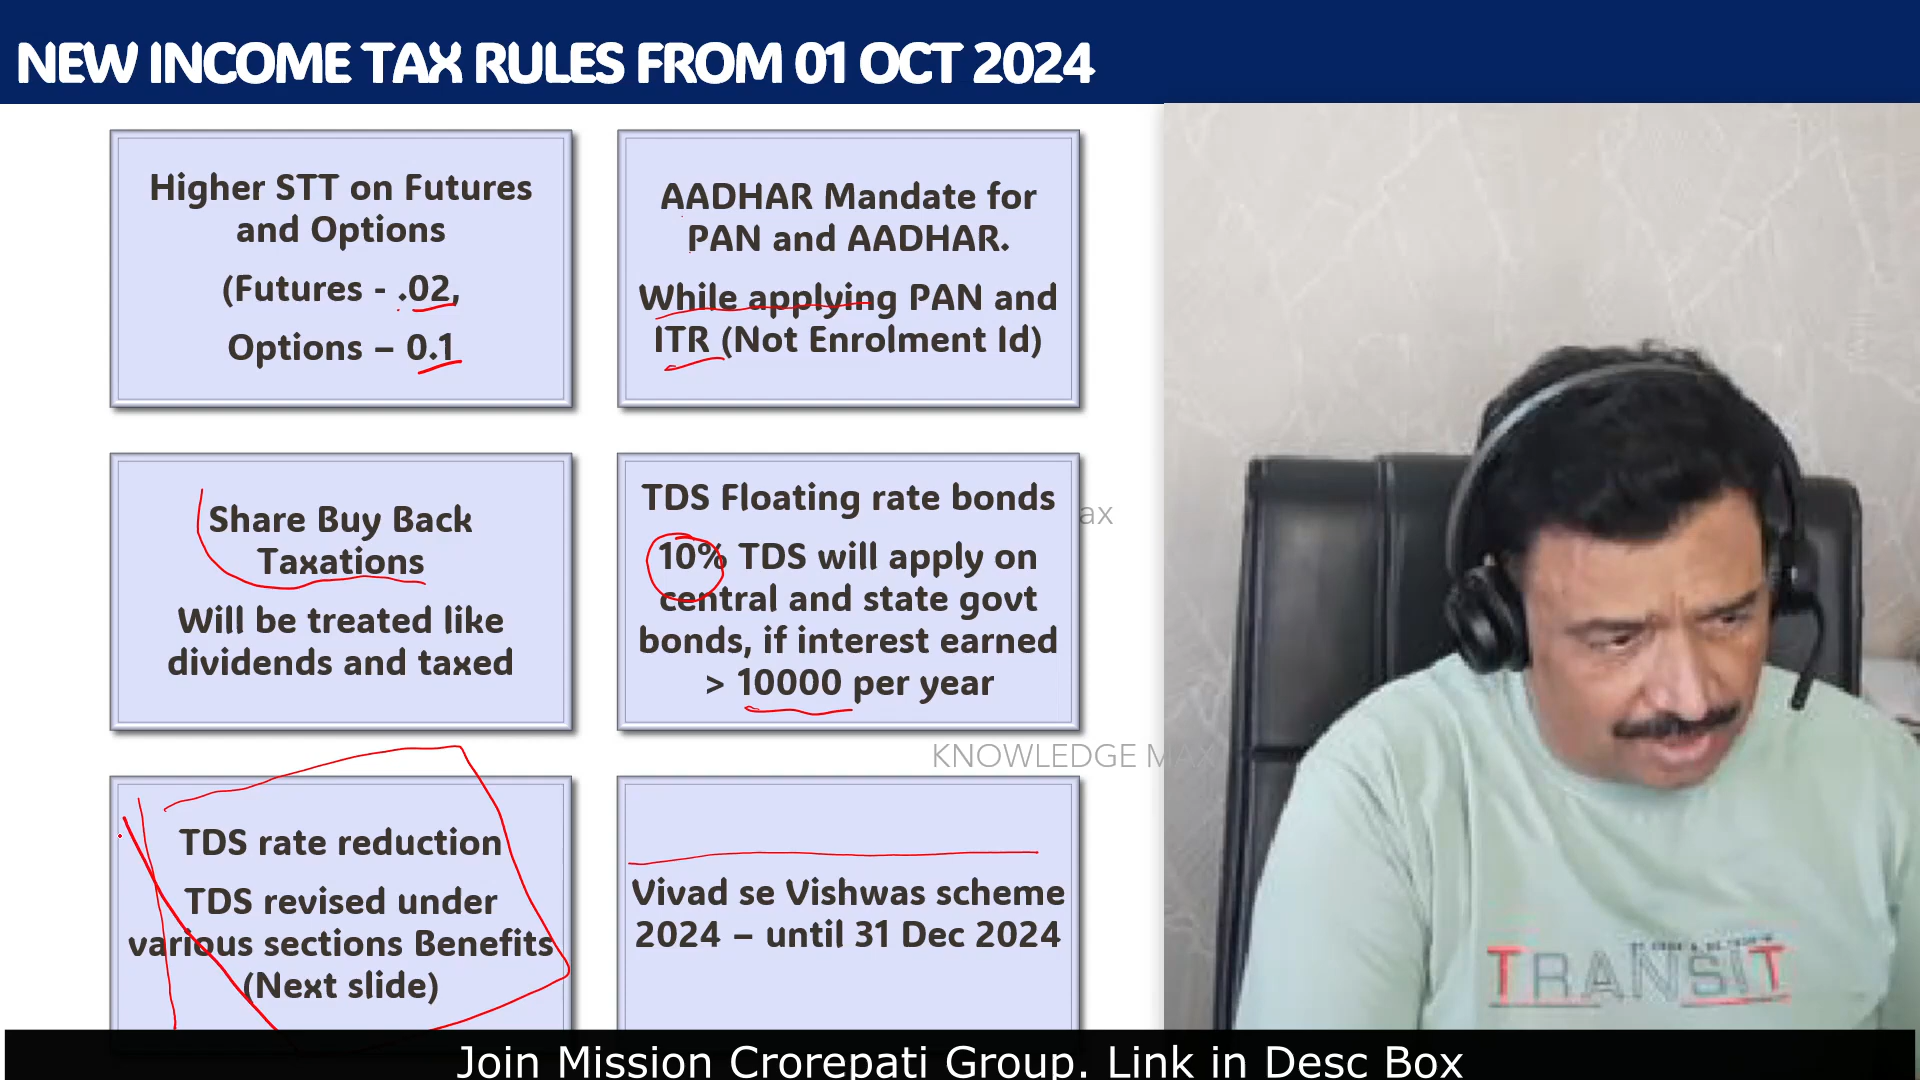 NEW INCOME TAX RULES FROM 01 OCT 2024
Higher STT on Futures
and Options
(Futures - .02,
Options – 0.1
AADHAR Mandate for
PAN and AADHAR.
While applying PAN and
ITR (Not Enrolment Id)
Share Buy Back
Taxations
Will be treated like
dividends and taxed
TDS Floating rate bonds
10% TDS will apply on
central and state govt
bonds, if interest earned
> 10000 per year
ax
KNOWLEDGE MAX
TDS rate reduction
TDS revised under
various sections Benefits
(Next slide)
Vivad se Vishwas scheme
2024 – until 31 Dec 2024
TRANSIT
Join Mission Crorepati Group. Link in Desc Box